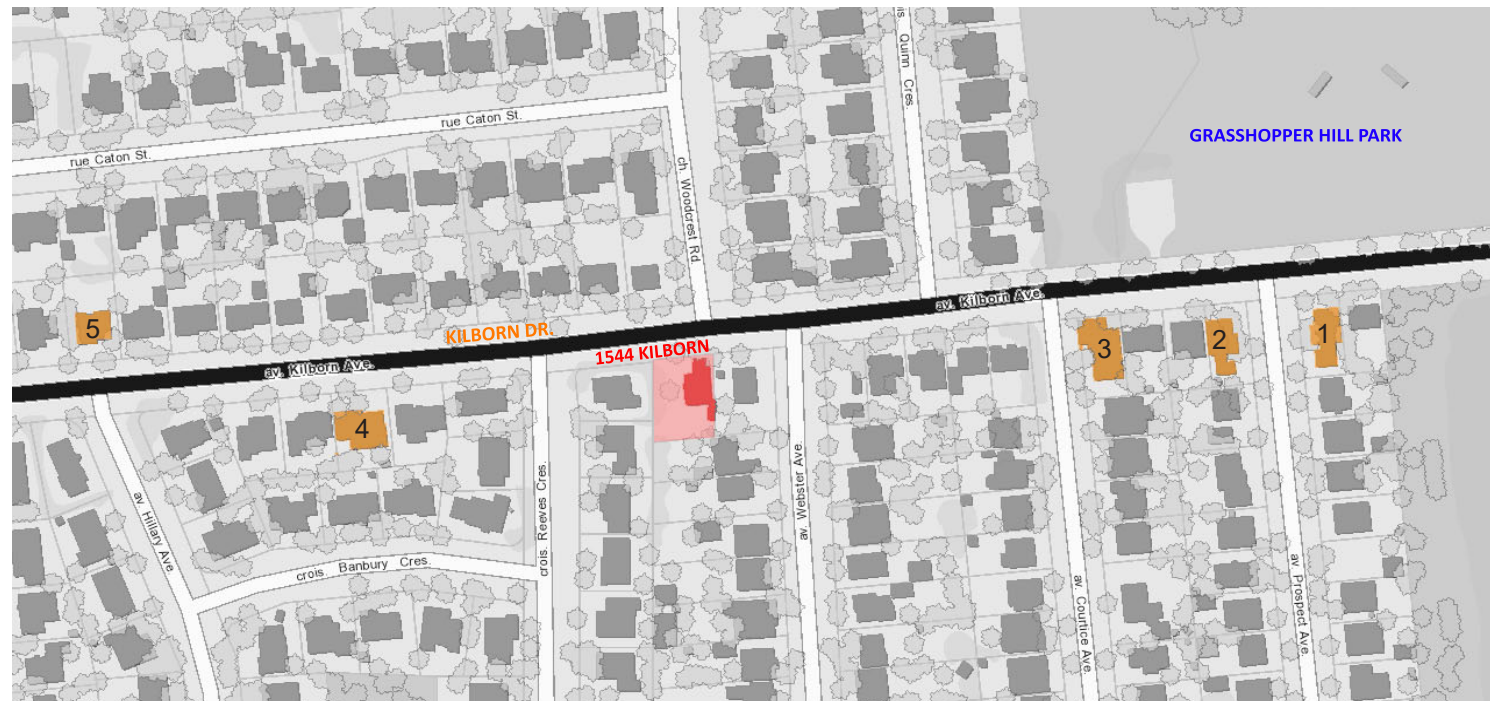 is Quinn Cres.
rue Caton St.
rue Caton St.
GRASSHOPPER HILL PARK
ch. Woodcrest Rd
av. Kilborn Ave.
5
KILBORN DR.
1544 KILBORN
3
2
1
av. Kilborn Ave.
4
av Hillary Ave
crois. Reeves Cres.
av. Webster Ave
crois. Banbury Cres.
av. Courtice Ave.
av. Prospect Ave.